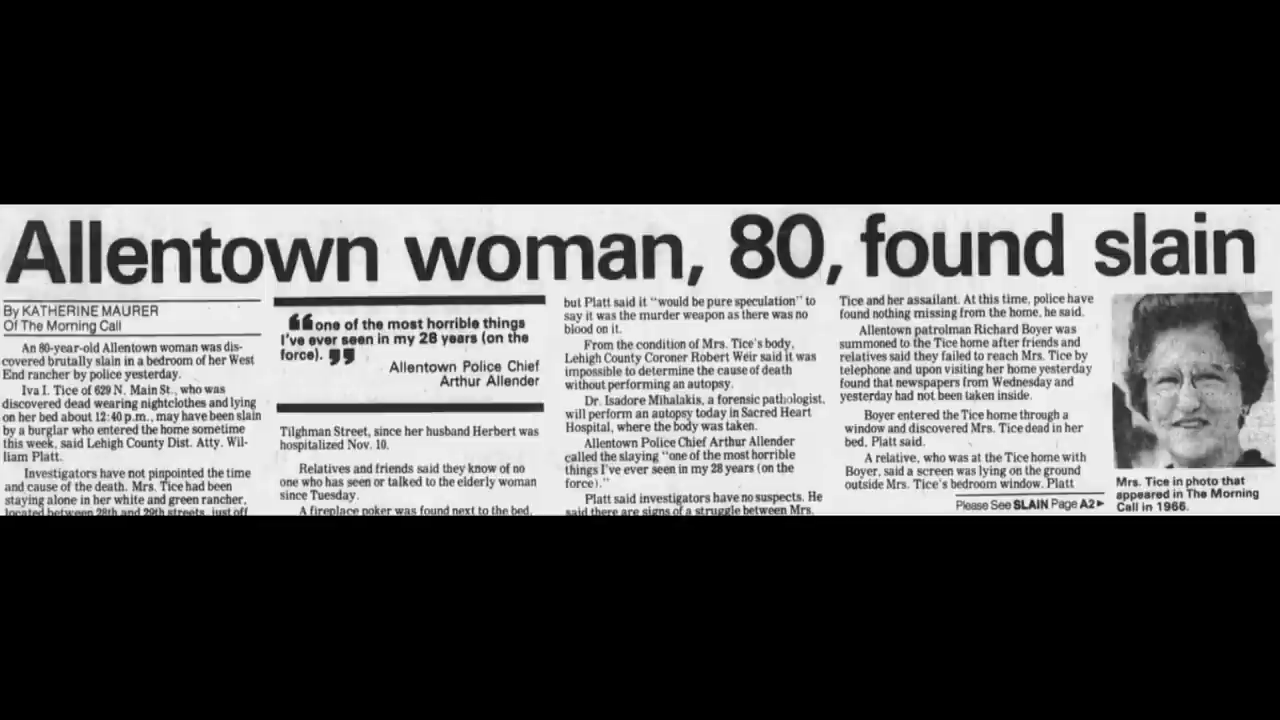 Allentown woman, 80, found slain
By KATHERINE MAURER
Of The Morning Call
An 80-year-old Allentown woman was dis-
covered brutally slain in a bedroom of her West
End rancher by police yesterday.
Iva I. Tice of 629 N. Main St., who was
discovered dead wearing nightclothes and lying
on her bed about 12:40 p.m., may have been slain
by a burglar who entered the home sometime
this week, said Lehigh County Dist. Atty. Wil-
liam Platt.
Investigators have not pinpointed the time
and cause of the death. Mrs. Tice had been
staying alone in her white and green rancher,
located between 28th and 29th streets, just off
❝one of the most horrible things
I've ever seen in my 28 years (on the
force). ❞
Allentown Police Chief
Arthur Allender
Tilghman Street, since her husband Herbert was
hospitalized Nov. 10.
Relatives and friends said they know of no
one who has seen or talked to the elderly woman
since Tuesday.
A fireplace poker was found next to the bed,
but Platt said it "would be pure speculation" to
say it was the murder weapon as there was no
blood on it.
From the condition of Mrs. Tice's body,
Lehigh County Coroner Robert Weir said it was
impossible to determine the cause of death
without performing an autopsy.
Dr. Isadore Mihalakis, a forensic pathologist,
will perform an autopsy today in Sacred Heart
Hospital, where the body was taken.
Allentown Police Chief Arthur Allender
called the slaying "one of the most horrible
things I've ever seen in my 28 years (on the
force)."
Platt said investigators have no suspects. He
said there are signs of a struggle between Mrs.
Tice and her assailant. At this time, police have
found nothing missing from the home, he said.
Allentown patrolman Richard Boyer was
summoned to the Tice home after friends and
relatives said they failed to reach Mrs. Tice by
telephone and upon visiting her home yesterday
found that newspapers from Wednesday and
yesterday had not been taken inside.
Boyer entered the Tice home through a
window and discovered Mrs. Tice dead in her
bed, Platt said.
A relative, who was at the Tice home with
Boyer, said a screen was lying on the ground
outside Mrs. Tice's bedroom window. Platt
Please See SLAIN Page A2►
Mrs. Tice in photo that
appeared in The Morning
Call in 1966.